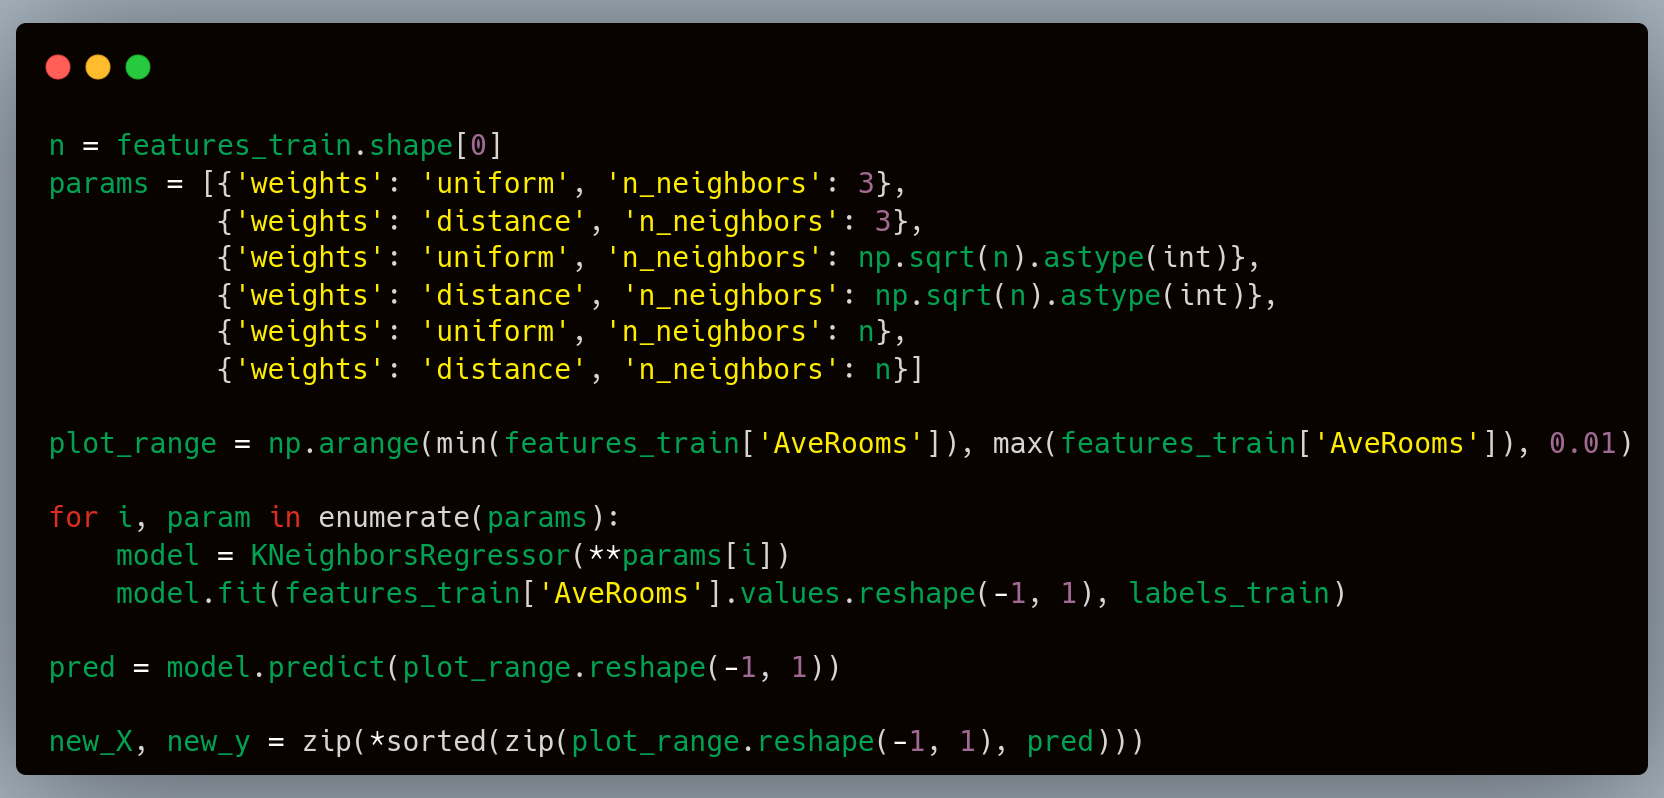 n = features_train.shape[0]
params = [{'weights': 'uniform', 'n_neighbors': 3},
          {'weights': 'distance', 'n_neighbors': 3},
          {'weights': 'uniform', 'n_neighbors': np.sqrt(n).astype(int)},
          {'weights': 'distance', 'n_neighbors': np.sqrt(n).astype(int)},
          {'weights': 'uniform', 'n_neighbors': n},
          {'weights': 'distance', 'n_neighbors': n}]

plot_range = np.arange(min(features_train['AveRooms']), max(features_train['AveRooms']), 0.01)

for i, param in enumerate(params):
    model = KNeighborsRegressor(**params[i])
    model.fit(features_train['AveRooms'].values.reshape(-1, 1), labels_train)

pred = model.predict(plot_range.reshape(-1, 1))

new_X, new_y = zip(*sorted(zip(plot_range.reshape(-1, 1), pred)))